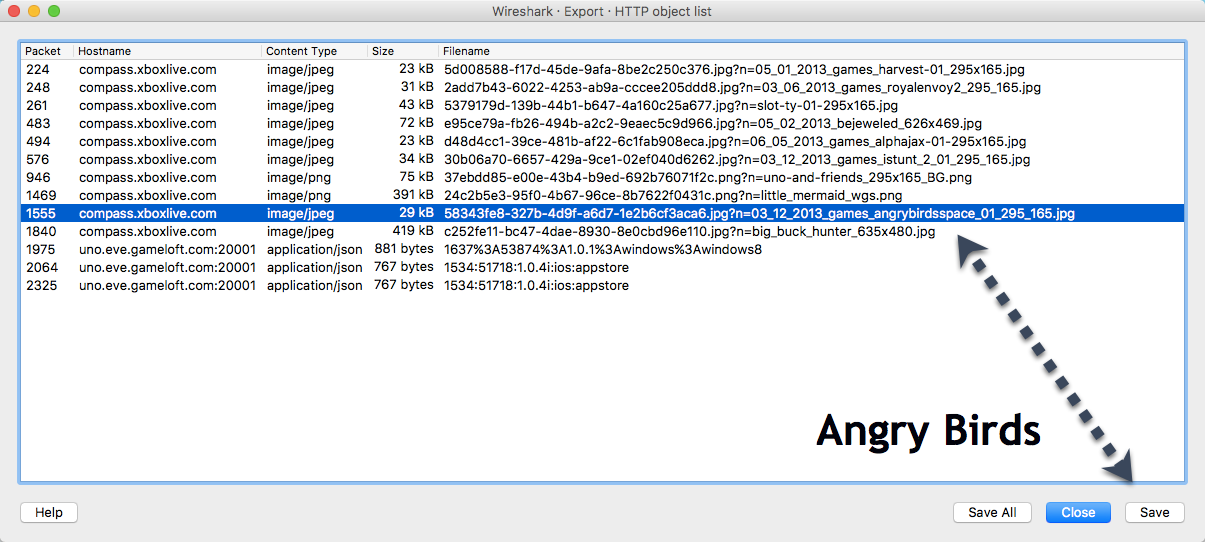 Wireshark · Export · HTTP object list
Packet Hostname Content Type Size Filename
224 compass.xboxlive.com image/jpeg 23 kB 5d008588-f17d-45de-9afa-8be2c250c376.jpg?n=05_01_2013_games_harvest-01_295x165.jpg
248 compass.xboxlive.com image/jpeg 31 kB 2add7b43-6022-4253-ab9a-cccee205ddd8.jpg?n=03_06_2013_games_royalenvoy2_295_165.jpg
261 compass.xboxlive.com image/jpeg 43 kB 5379179d-139b-44b1-b647-4a160c25a677.jpg?n=slot-ty-01-295x165.jpg
483 compass.xboxlive.com image/jpeg 72 kB e95ce79a-fb26-494b-a2c2-9eaec5c9d966.jpg?n=05_02_2013_bejeweled_626x469.jpg
494 compass.xboxlive.com image/jpeg 23 kB d48d4cc1-39ce-481b-af22-6c1fab908eca.jpg?n=06_05_2013_games_alphajax-01-295x165.jpg
576 compass.xboxlive.com image/jpeg 34 kB 30b06a70-6657-429a-9ce1-02ef040d6262.jpg?n=03_12_2013_games_istunt_2_01_295_165.jpg
946 compass.xboxlive.com image/png 75 kB 37ebdd85-e00e-43b4-b9ed-692b76071f2c.png?n=uno-and-friends_295x165_BG.png
1469 compass.xboxlive.com image/png 391 kB 24c2b5e3-95f0-4b67-96ce-8b7622f0431c.png?n=little_mermaid_wgs.png
1555 compass.xboxlive.com image/jpeg 29 kB 58343fe8-327b-4d9f-a6d7-1e2b6cf3aca6.jpg?n=03_12_2013_games_angrybirdsspace_01_295_165.jpg
1840 compass.xboxlive.com image/jpeg 419 kB c252fe11-bc47-4dae-8930-8e0cbd96e110.jpg?n=big_buck_hunter_635x480.jpg
1975 uno.eve.gameloft.com:20001 application/json 881 bytes 1637%3A53874%3A1.0.1%3Awindows%3Awindows8
2064 uno.eve.gameloft.com:20001 application/json 767 bytes 1534:51718:1.0.4i:ios:appstore
2325 uno.eve.gameloft.com:20001 application/json 767 bytes 1534:51718:1.0.4i:ios:appstore
Angry Birds
Help Save All Close Save